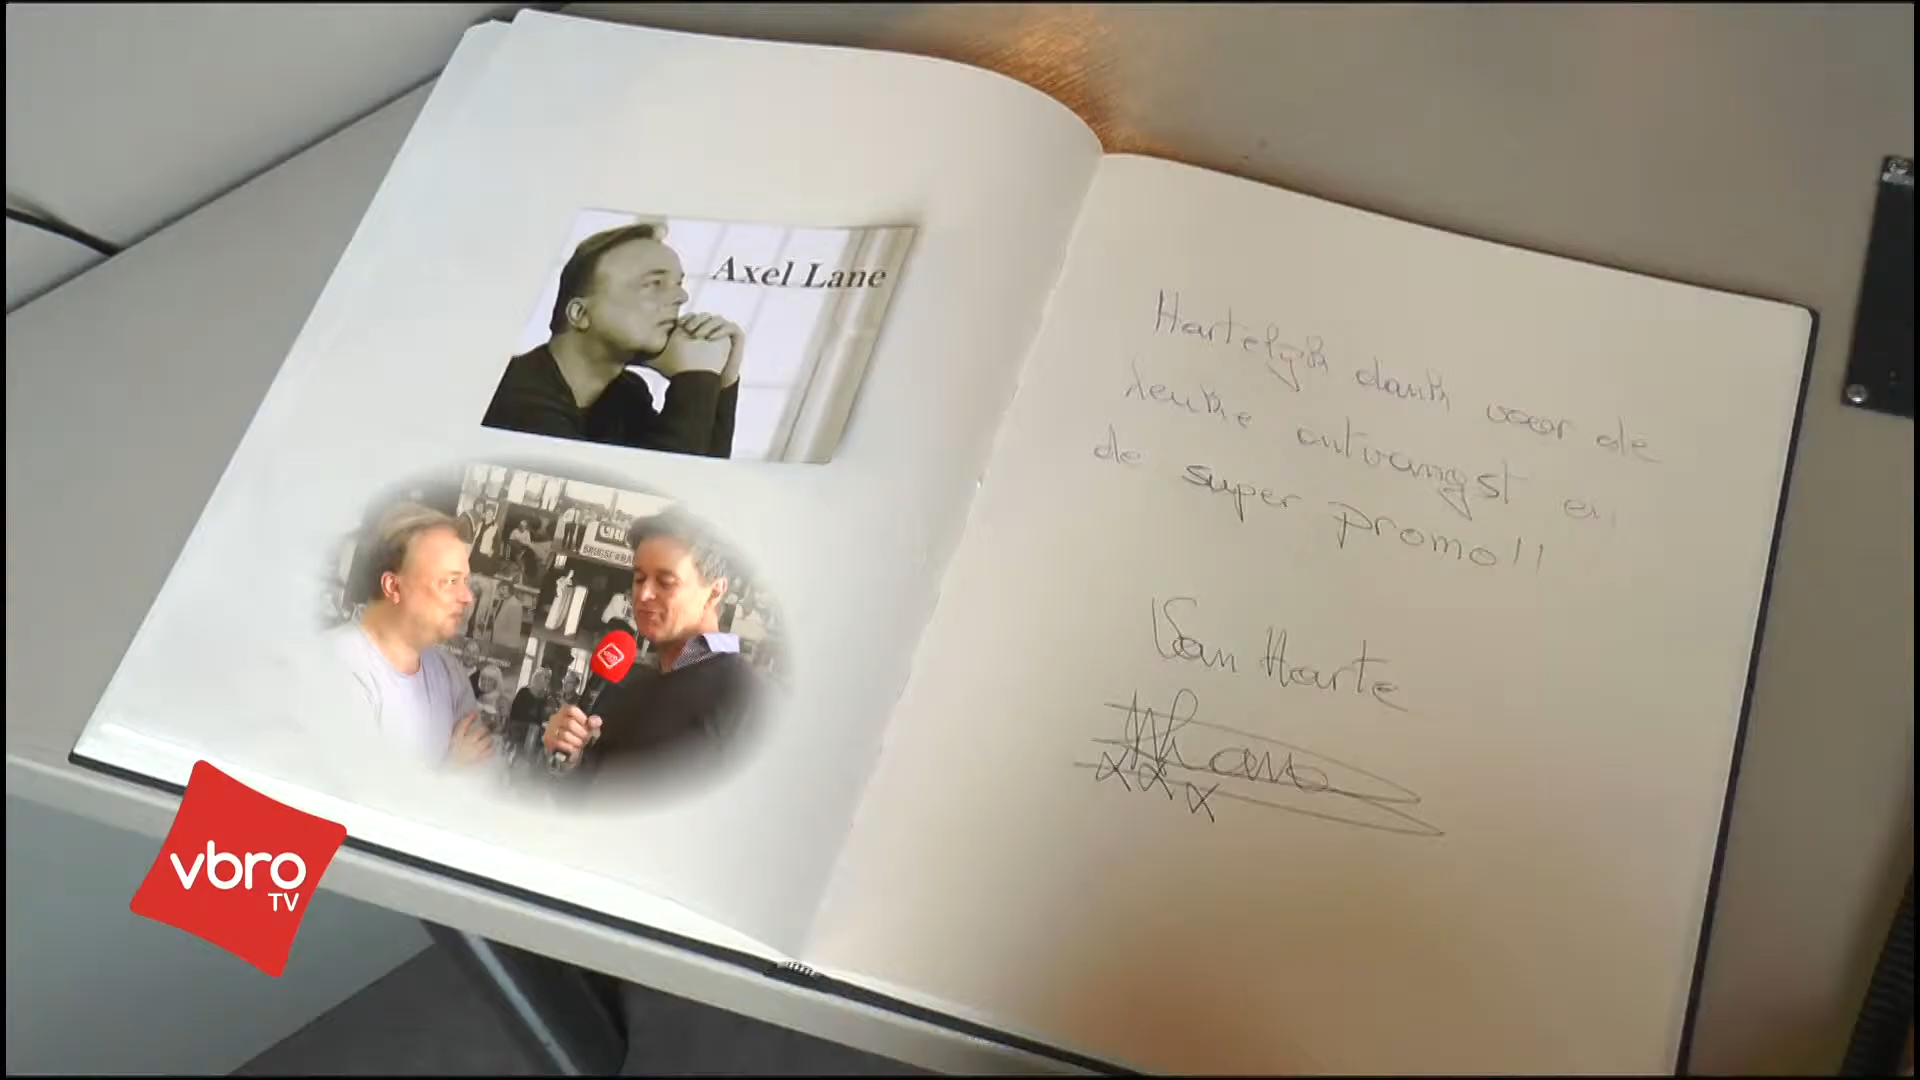 Axel Lane
Hartelijk dank voor de
leuke ontvangst en
de super promo!!
Van Harte
xxx
vbro
TV